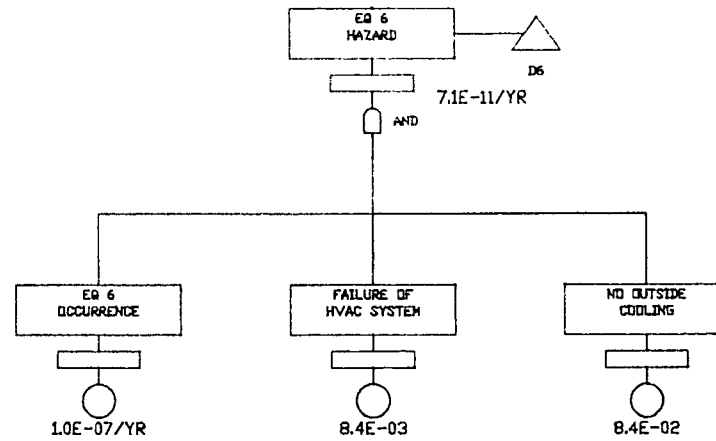 EQ 6
HAZARD
D6
7.1E-11/YR
AND
EQ 6
OCCURRENCE
FAILURE OF
HVAC SYSTEM
NO OUTSIDE
COOLING
1.0E-07/YR
8.4E-03
8.4E-02